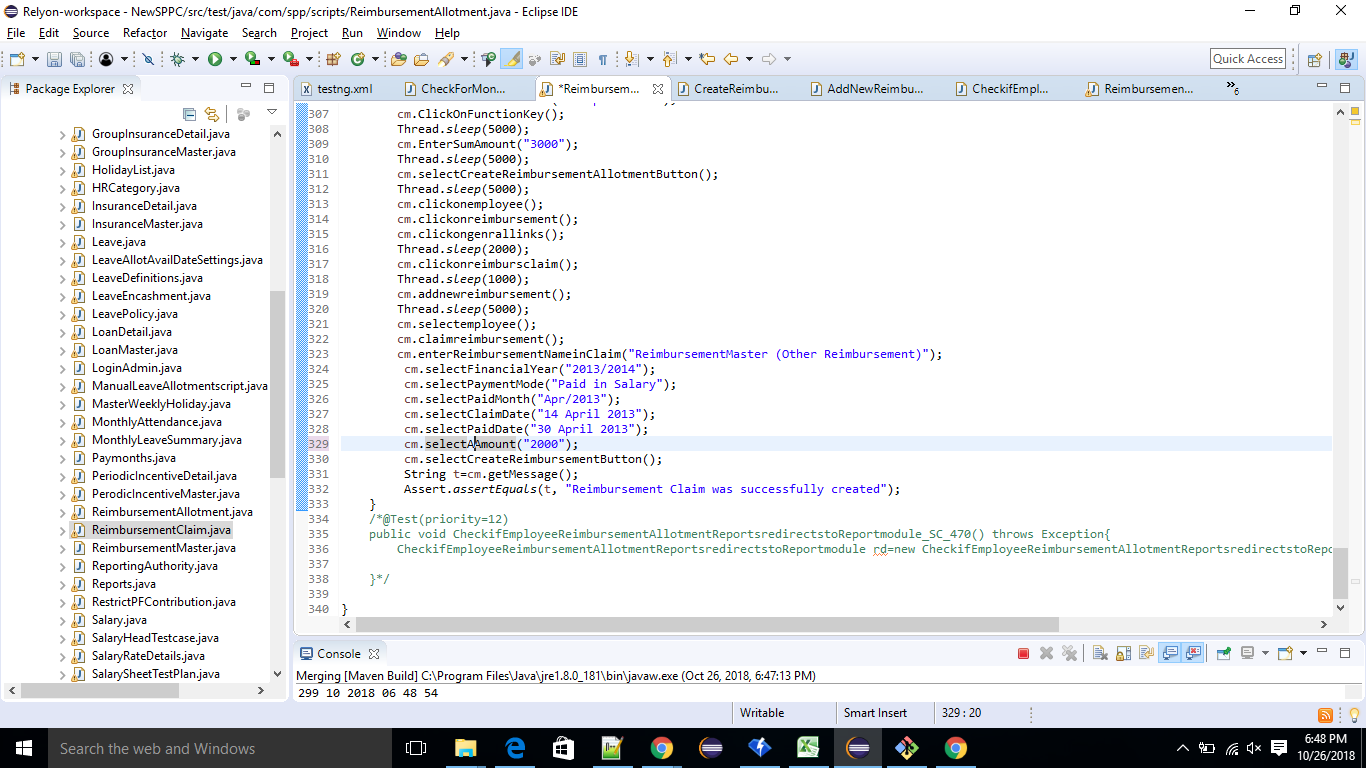 Relyon-workspace - NewSPPC/src/test/java/com/spp/scripts/ReimbursementAllotment.java - Eclipse IDE
File Edit Source Refactor Navigate Search Project Run Window Help
Quick Access
Package Explorer
testng.xml CheckForMon... *Reimbursem... CreateReimbu... AddNewReimbu... CheckifEmpl... Reimbursemen... »6
GroupInsuranceDetail.java
GroupInsuranceMaster.java
HolidayList.java
HRCategory.java
InsuranceDetail.java
InsuranceMaster.java
Leave.java
LeaveAllotAvailDateSettings.java
LeaveDefinitions.java
LeaveEncashment.java
LeavePolicy.java
LoanDetail.java
LoanMaster.java
LoginAdmin.java
ManualLeaveAllotmentscript.java
MasterWeeklyHoliday.java
MonthlyAttendance.java
MonthlyLeaveSummary.java
Paymonths.java
PeriodicIncentiveDetail.java
PeriodicIncentiveMaster.java
ReimbursementAllotment.java
ReimbursementClaim.java
ReimbursementMaster.java
ReportingAuthority.java
Reports.java
RestrictPFContribution.java
Salary.java
SalaryHeadTestcase.java
SalaryRateDetails.java
SalarySheetTestPlan.java
307 cm.ClickOnFunctionKey();
308 Thread.sleep(5000);
309 cm.EnterSumAmount("3000");
310 Thread.sleep(5000);
311 cm.selectCreateReimbursementAllotmentButton();
312 Thread.sleep(5000);
313 cm.clickonemployee();
314 cm.clickonreimbursement();
315 cm.clickongenrallinks();
316 Thread.sleep(2000);
317 cm.clickonreimbursclaim();
318 Thread.sleep(1000);
319 cm.addnewreimbursement();
320 Thread.sleep(5000);
321 cm.selectemployee();
322 cm.claimreimbursement();
323 cm.enterReimbursementNameinClaim("ReimbursementMaster (Other Reimbursement)");
324 cm.selectFinancialYear("2013/2014");
325 cm.selectPaymentMode("Paid in Salary");
326 cm.selectPaidMonth("Apr/2013");
327 cm.selectClaimDate("14 April 2013");
328 cm.selectPaidDate("30 April 2013");
329 cm.selectAAmount("2000");
330 cm.selectCreateReimbursementButton();
331 String t=cm.getMessage();
332 Assert.assertEquals(t, "Reimbursement Claim was successfully created");
333 }
334 /*@Test(priority=12)
335 public void CheckifEmployeeReimbursementAllotmentReportsredirectstoReportmodule_SC_470() throws Exception{
336 CheckifEmployeeReimbursementAllotmentReportsredirectstoReportmodule rd=new CheckifEmployeeReimbursementAllotmentReportsredirectstoRepo
337
338 }*/
339
340 }
Console
Merging [Maven Build] C:\Program Files\Java\jre1.8.0_181\bin\javaw.exe (Oct 26, 2018, 6:47:13 PM)
299 10 2018 06 48 54
Writable Smart Insert 329 : 20
Search the web and Windows
6:48 PM
10/26/2018